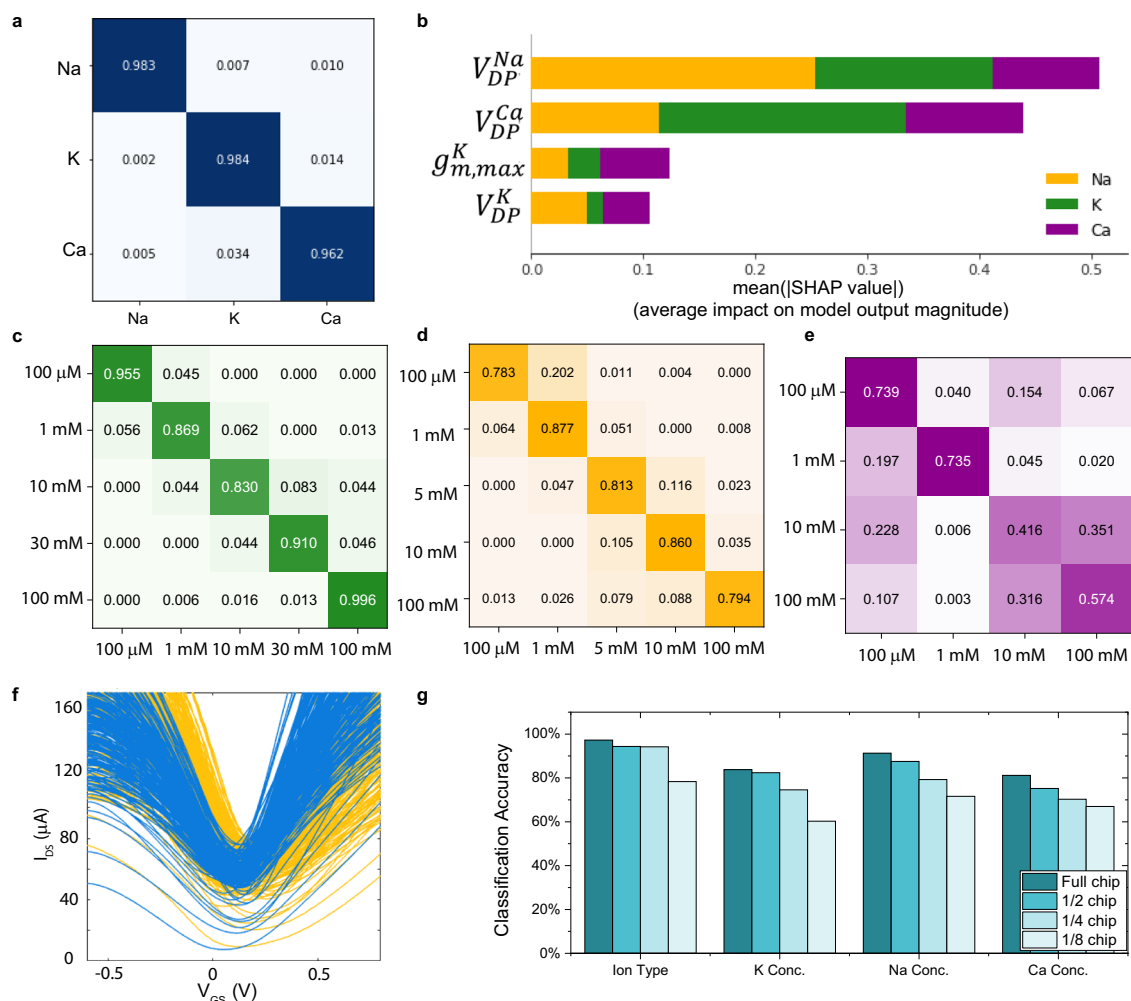 a
Na 0.983 0.007 0.010
K 0.002 0.984 0.014
Ca 0.005 0.034 0.962
Na K Ca
b
V_{DP}^{Na}
V_{DP}^{Ca}
g_{m,max}^{K}
V_{DP}^{K}
Na
K
Ca
0.0 0.1 0.2 0.3 0.4 0.5
mean(|SHAP value|)
(average impact on model output magnitude)
c
100 μM 0.955 0.045 0.000 0.000 0.000
1 mM 0.056 0.869 0.062 0.000 0.013
10 mM 0.000 0.044 0.830 0.083 0.044
30 mM 0.000 0.000 0.044 0.910 0.046
100 mM 0.000 0.006 0.016 0.013 0.996
100 μM 1 mM 10 mM 30 mM 100 mM
d
100 μM 0.783 0.202 0.011 0.004 0.000
1 mM 0.064 0.877 0.051 0.000 0.008
5 mM 0.000 0.047 0.813 0.116 0.023
10 mM 0.000 0.000 0.105 0.860 0.035
100 mM 0.013 0.026 0.079 0.088 0.794
100 μM 1 mM 5 mM 10 mM 100 mM
e
100 μM 0.739 0.040 0.154 0.067
1 mM 0.197 0.735 0.045 0.020
10 mM 0.228 0.006 0.416 0.351
100 mM 0.107 0.003 0.316 0.574
100 μM 1 mM 10 mM 100 mM
f
160
120
80
40
0
I_{DS} (μA)
-0.5 0 0.5
V_{GS} (V)
g
Classification Accuracy
100%
80%
60%
40%
20%
0%
Full chip
1/2 chip
1/4 chip
1/8 chip
Ion Type K Conc. Na Conc. Ca Conc.